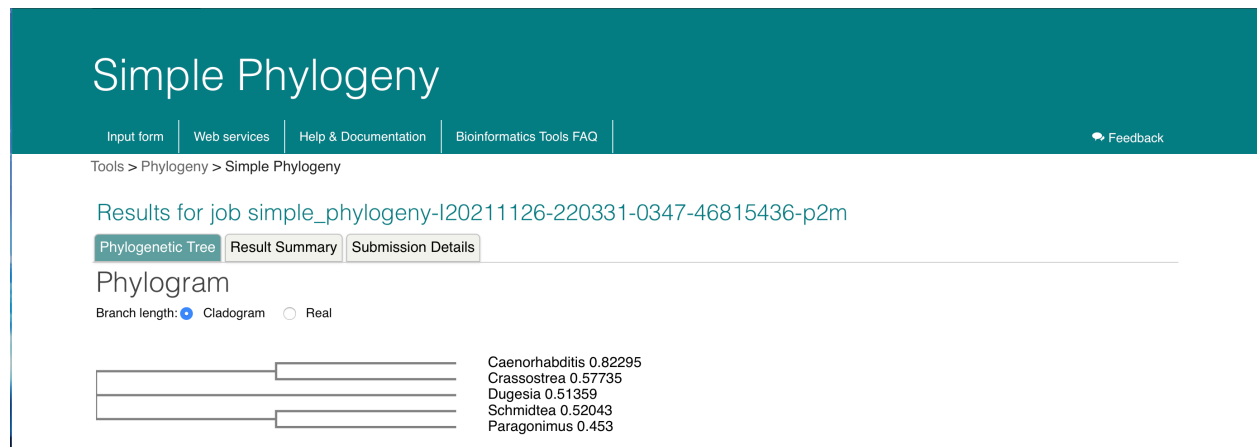 Simple Phylogeny
Input form Web services Help & Documentation Bioinformatics Tools FAQ Feedback
Tools > Phylogeny > Simple Phylogeny
Results for job simple_phylogeny-I20211126-220331-0347-46815436-p2m
Phylogenetic Tree Result Summary Submission Details
Phylogram
Branch length: Cladogram Real
Caenorhabditis 0.82295
Crassostrea 0.57735
Dugesia 0.51359
Schmidtea 0.52043
Paragonimus 0.453